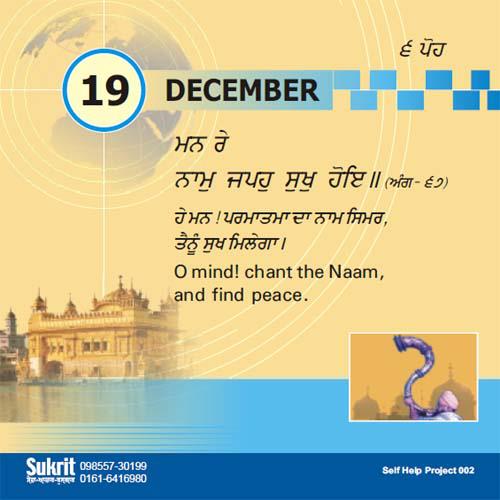 ੬ ਪੋਹ
19 DECEMBER
ਮਨ ਰੇ
ਨਾਮੁ ਜਪਹੁ ਸੁਖੁ ਹੋਇ॥ (ਅੰਗ- ੬੭)
ਹੇ ਮਨ ! ਪਰਮਾਤਮਾ ਦਾ ਨਾਮ ਸਿਮਰ,
ਤੈਨੂੰ ਸੁਖ ਮਿਲੇਗਾ।
O mind! chant the Naam,
and find peace.
Sukrit 098557-30199
0161-6416980
Self Help Project 002